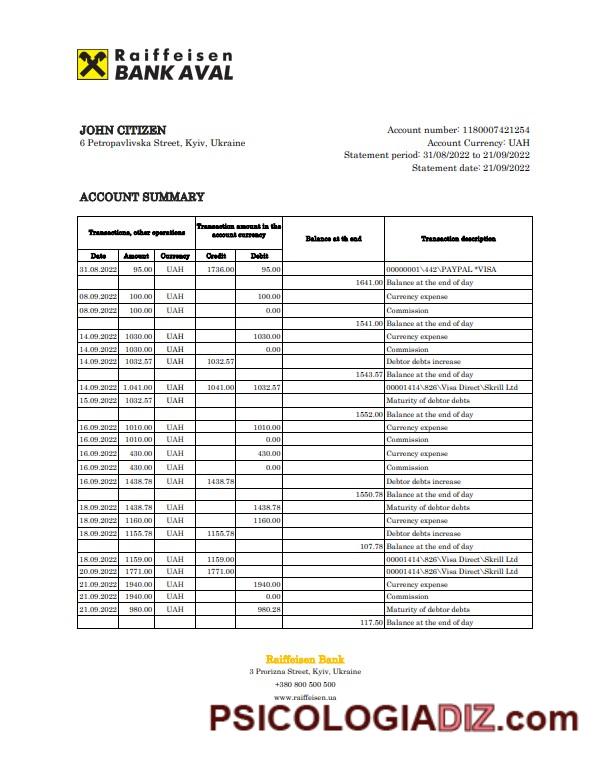 Raiffeisen
BANK AVAL
JOHN CITIZEN
6 Petropavlivska Street, Kyiv, Ukraine
Account number: 1180007421254
Account Currency: UAH
Statement period: 31/08/2022 to 21/09/2022
Statement date: 21/09/2022
ACCOUNT SUMMARY
Transactions, other operations | Transaction amount in the account currency | Balance at th end | Transaction description
Date Amount Currency Credit Debit
31.08.2022 95.00 UAH 1736.00 95.00 00000001\442\PAYPAL *VISA
1641.00 Balance at the end of day
08.09.2022 100.00 UAH 100.00 Currency expense
08.09.2022 100.00 UAH 0.00 Commission
1541.00 Balance at the end of day
14.09.2022 1030.00 UAH 1030.00 Currency expense
14.09.2022 1030.00 UAH 0.00 Commission
14.09.2022 1032.57 UAH 1032.57 Debtor debts increase
1543.57 Balance at the end of day
14.09.2022 1.041.00 UAH 1041.00 1032.57 00001414\826\Visa Direct\Skrill Ltd
15.09.2022 1032.57 UAH Maturity of debtor debts
1552.00 Balance at the end of day
16.09.2022 1010.00 UAH 1010.00 Currency expense
16.09.2022 1010.00 UAH 0.00 Commission
16.09.2022 430.00 UAH 430.00 Currency expense
16.09.2022 430.00 UAH 0.00 Commission
16.09.2022 1438.78 UAH 1438.78 Debtor debts increase
1550.78 Balance at the end of day
18.09.2022 1438.78 UAH 1438.78 Maturity of debtor debts
18.09.2022 1160.00 UAH 1160.00 Currency expense
18.09.2022 1155.78 UAH 1155.78 Debtor debts increase
107.78 Balance at the end of day
18.09.2022 1159.00 UAH 1159.00 00001414\826\Visa Direct\Skrill Ltd
20.09.2022 1771.00 UAH 1771.00 00001414\826\Visa Direct\Skrill Ltd
21.09.2022 1940.00 UAH 1940.00 Currency expense
21.09.2022 1940.00 UAH 0.00 Commission
21.09.2022 980.00 UAH 980.28 Maturity of debtor debts
117.50 Balance at the end of day
Raiffeisen Bank
3 Prorizna Street, Kyiv, Ukraine
+380 800 500 500
www.raiffeisen.ua
PSICOLOGIADIZ.com